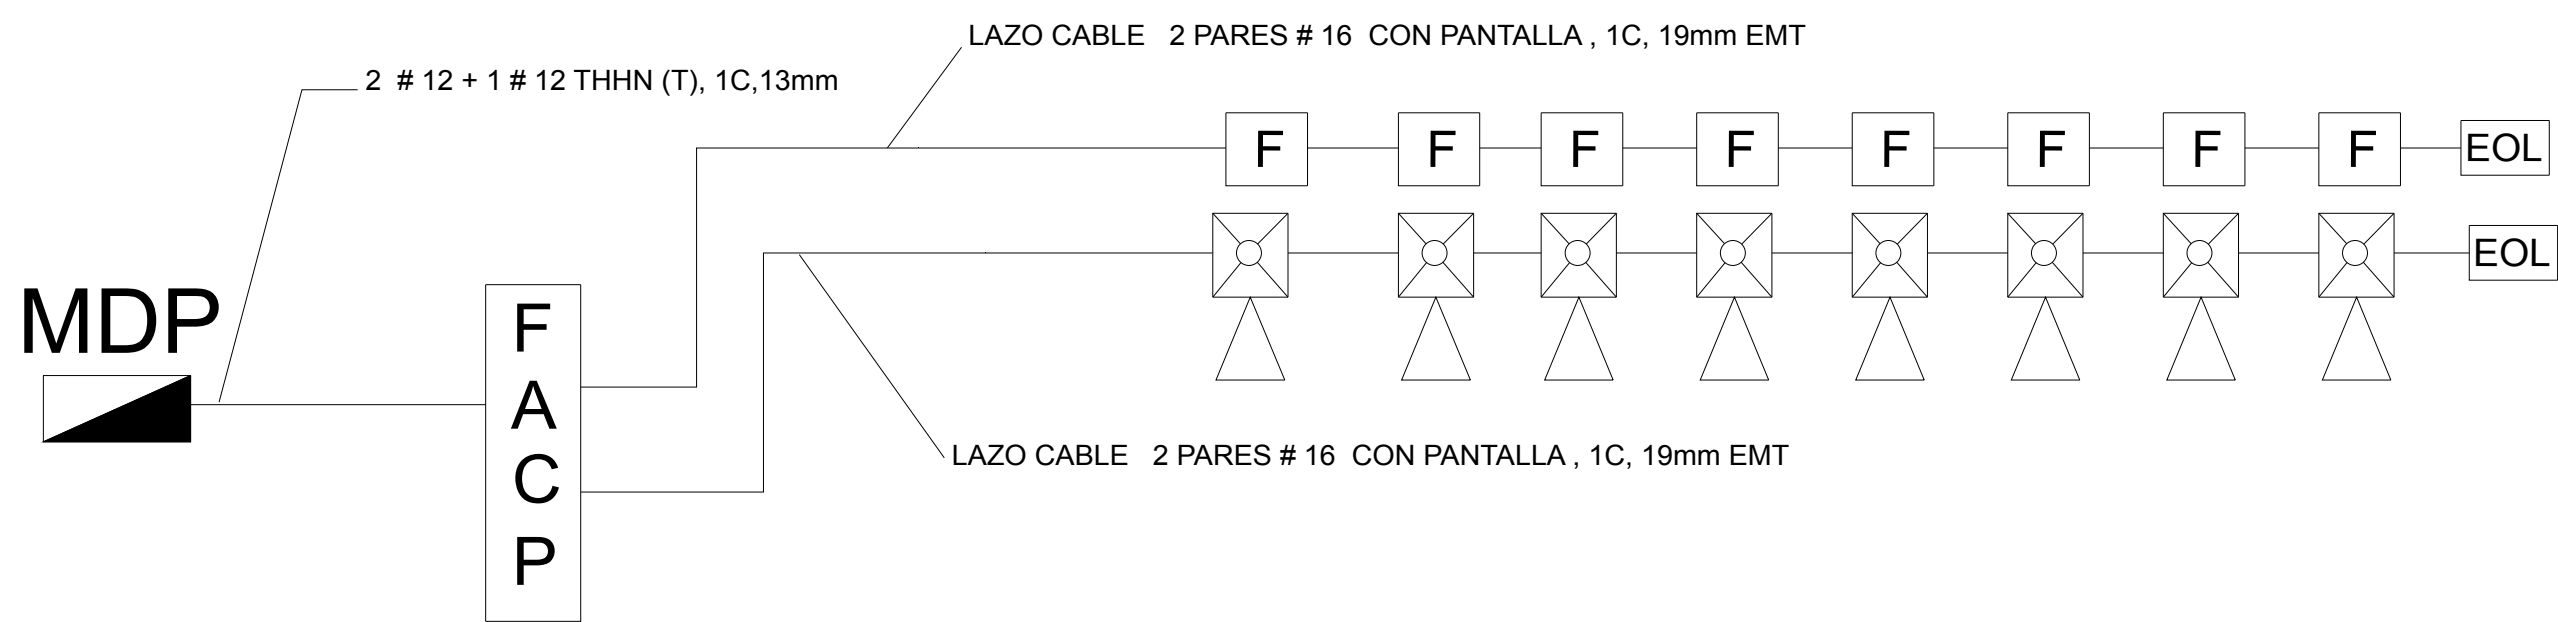 LAZO CABLE   2 PARES # 16  CON PANTALLA , 1C, 19mm EMT
2  # 12 + 1 # 12 THHN (T), 1C,13mm
F F F F F F F F EOL
EOL
MDP
F
A
C
P
LAZO CABLE   2 PARES # 16  CON PANTALLA , 1C, 19mm EMT